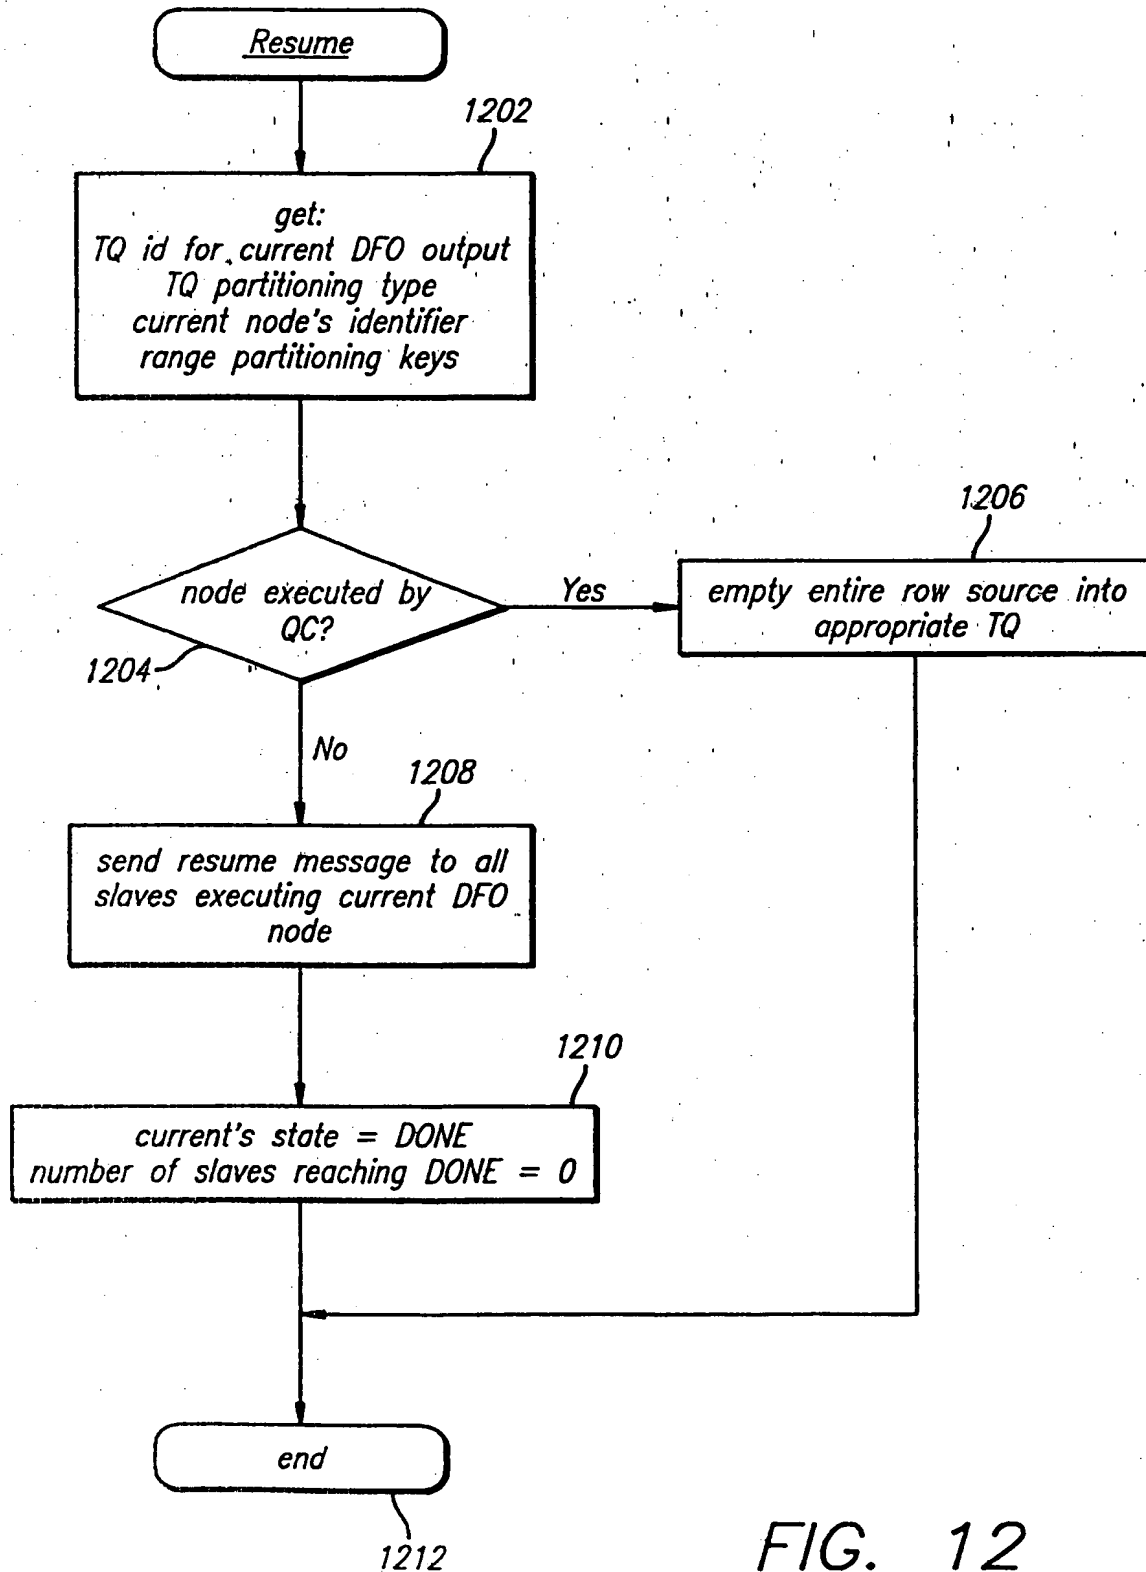 Resume
1202
get:
TQ id for current DFO output
TQ partitioning type
current node's identifier
range partitioning keys
node executed by
QC?
1204
Yes
1206
empty entire row source into
appropriate TQ
No
1208
send resume message to all
slaves executing current DFO
node
1210
current's state = DONE
number of slaves reaching DONE = 0
end
1212
FIG. 12